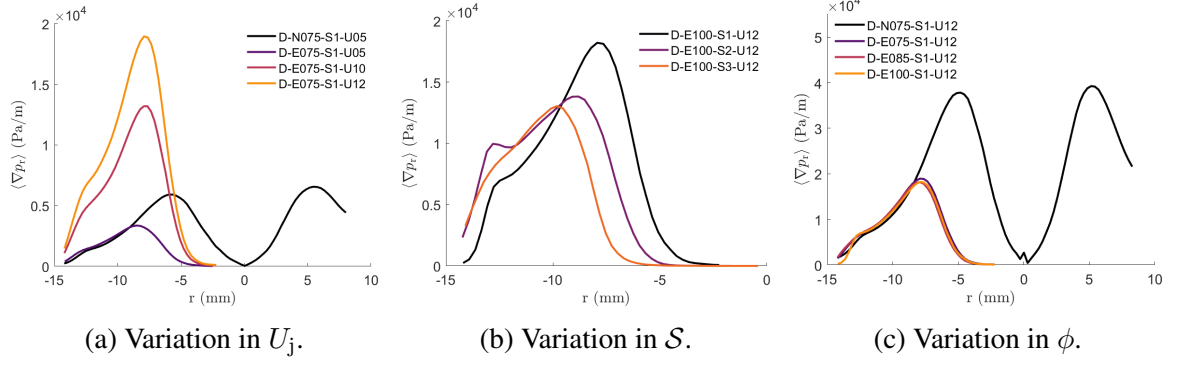 ×10⁴
2
1.5
1
0.5
0
-15
-10
-5
0
5
10
⟨∇pᵣ⟩ (Pa/m)
r (mm)
D-N075-S1-U05
D-E075-S1-U05
D-E075-S1-U10
D-E075-S1-U12
(a) Variation in Uⱼ.
×10⁴
2
1.5
1
0.5
0
-15
-10
-5
0
⟨∇pᵣ⟩ (Pa/m)
r (mm)
D-E100-S1-U12
D-E100-S2-U12
D-E100-S3-U12
(b) Variation in 𝒮.
×10⁴
5
4
3
2
1
0
-15
-10
-5
0
5
10
⟨∇pᵣ⟩ (Pa/m)
r (mm)
D-N075-S1-U12
D-E075-S1-U12
D-E085-S1-U12
D-E100-S1-U12
(c) Variation in ϕ.